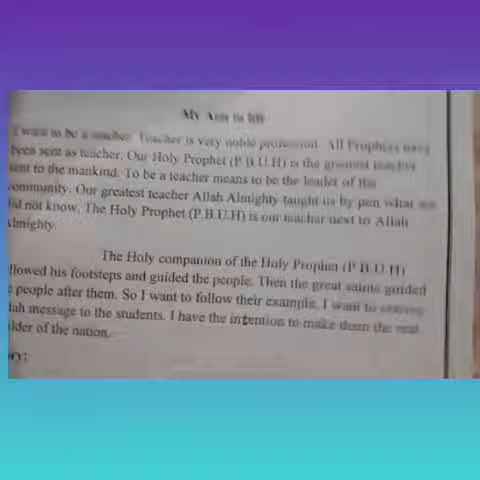 My Aim in life
I want to be a teacher. Teacher is very noble profession. All Prophets have
been sent as teacher. Our Holy Prophet (P.B.U.H) is the greatest teacher
sent to the mankind. To be a teacher means to be the leader of the
community. Our greatest teacher Allah Almighty taught us by pen what we
did not know. The Holy Prophet (P.B.U.H) is our teacher next to Allah
Almighty.
The Holy companion of the Holy Prophet (P.B.U.H)
llowed his footsteps and guided the people. Then the great saints guided
e people after them. So I want to follow their example. I want to convey
lah message to the students. I have the intention to make them the real
ilder of the nation.
ry: